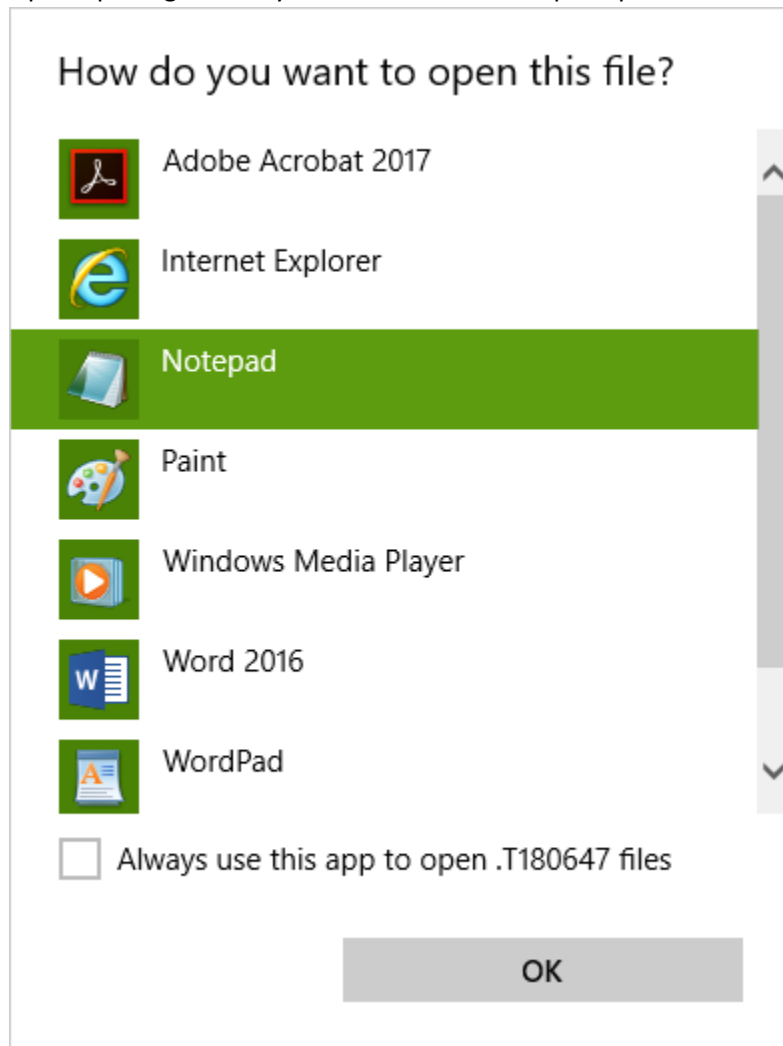 How do you want to open this file?
Adobe Acrobat 2017
Internet Explorer
Notepad
Paint
Windows Media Player
W
Word 2016
A
WordPad
Always use this app to open .T180647 files
OK